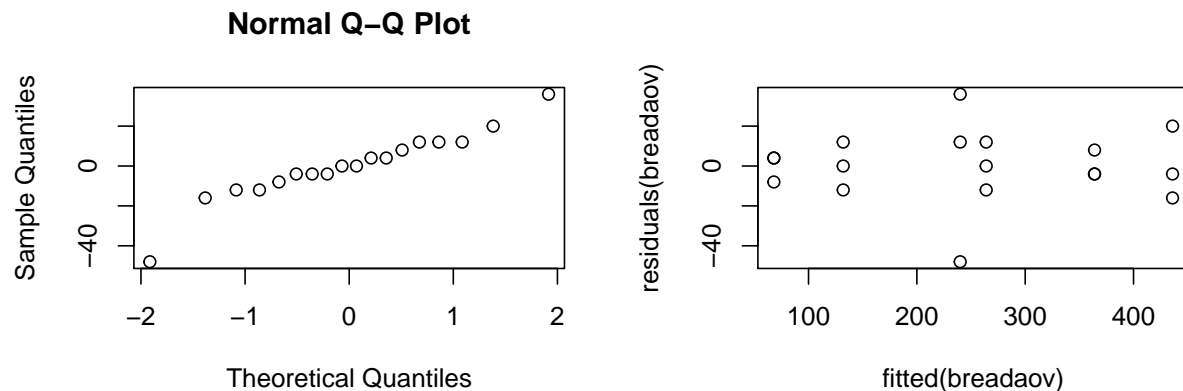 Normal Q−Q Plot
Sample Quantiles
0
−40
−2 −1 0 1 2
Theoretical Quantiles
residuals(breadaov)
0
−40
100 200 300 400
fitted(breadaov)